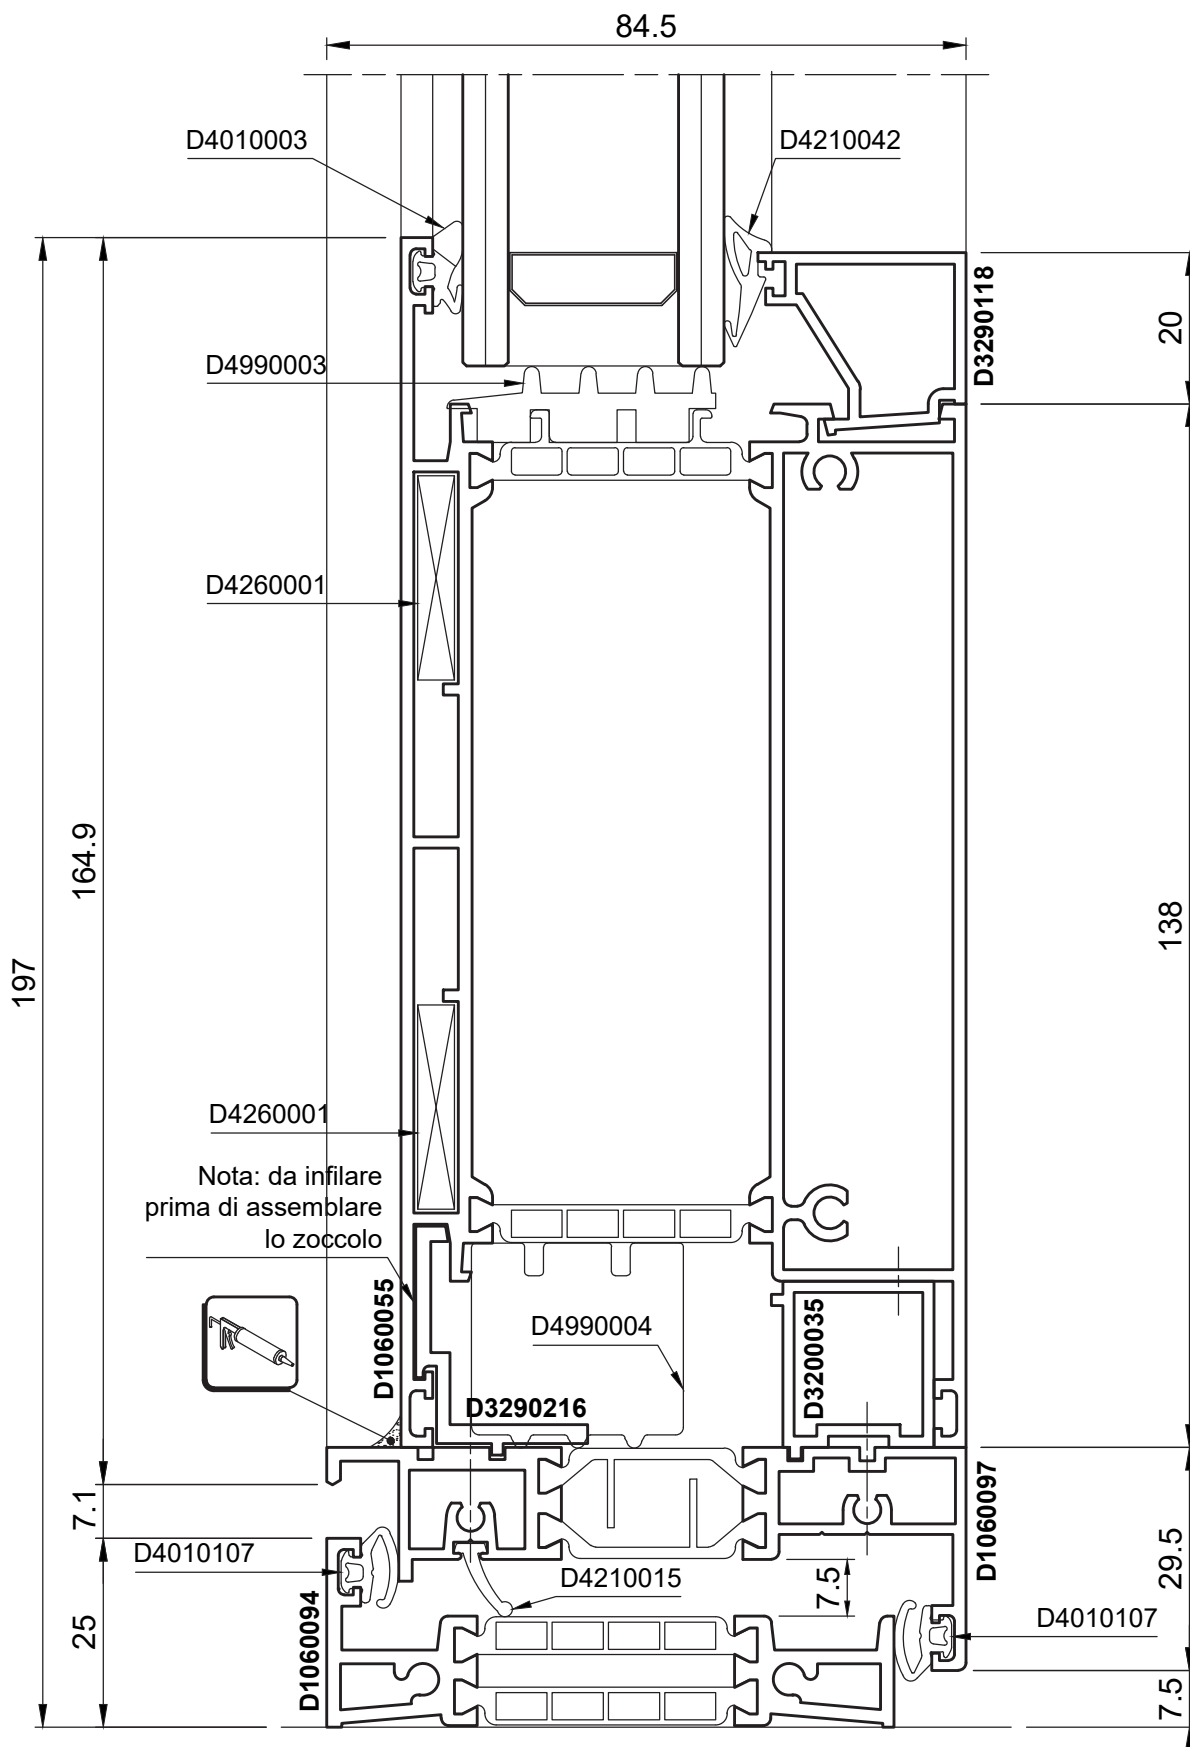 84.5
D4010003
D4210042
D3290118
20
D4990003
D4260001
164.9
138
197
D4260001
Nota: da infilare
prima di assemblare
lo zoccolo
D1060055
D4990004
D3200035
D3290216
7.1
D4010107
D4210015
7.5
D1060097
29.5
D1060094
25
D4010107
7.5